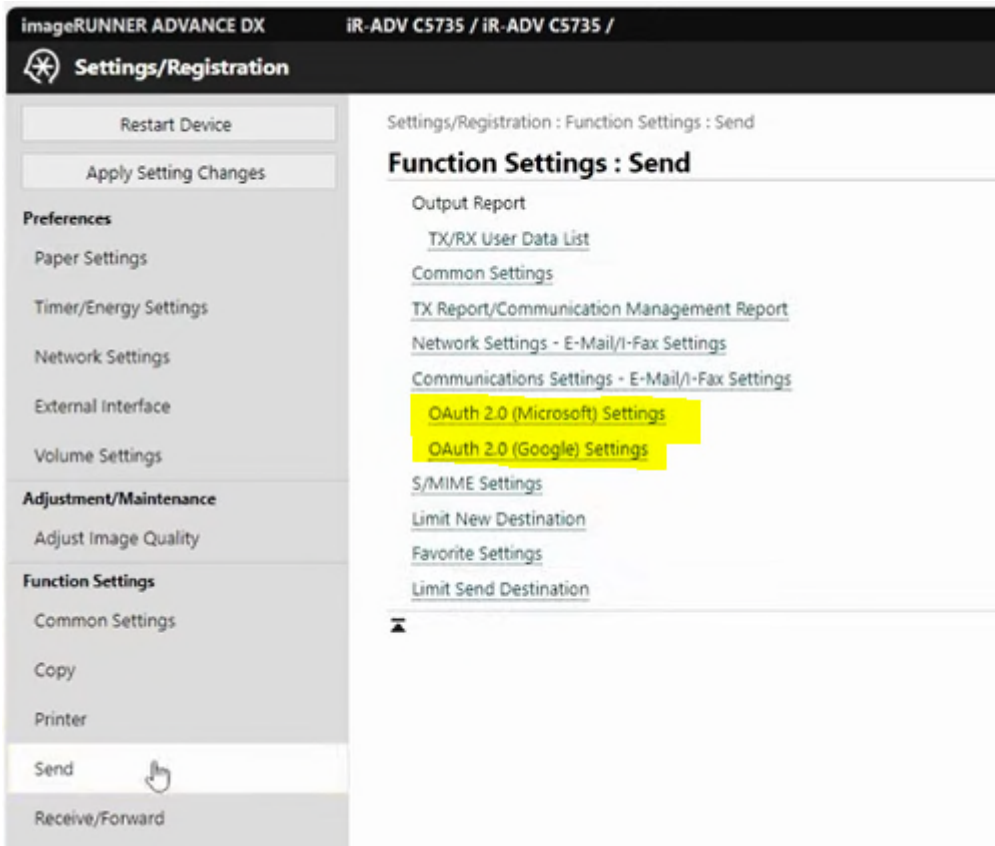 imageRUNNER ADVANCE DX iR-ADV C5735 / iR-ADV C5735 /
Settings/Registration
Restart Device
Apply Setting Changes
Preferences
Paper Settings
Timer/Energy Settings
Network Settings
External Interface
Volume Settings
Adjustment/Maintenance
Adjust Image Quality
Function Settings
Common Settings
Copy
Printer
Send
Receive/Forward
Settings/Registration : Function Settings : Send
Function Settings : Send
Output Report
TX/RX User Data List
Common Settings
TX Report/Communication Management Report
Network Settings - E-Mail/I-Fax Settings
Communications Settings - E-Mail/I-Fax Settings
OAuth 2.0 (Microsoft) Settings
OAuth 2.0 (Google) Settings
S/MIME Settings
Limit New Destination
Favorite Settings
Limit Send Destination